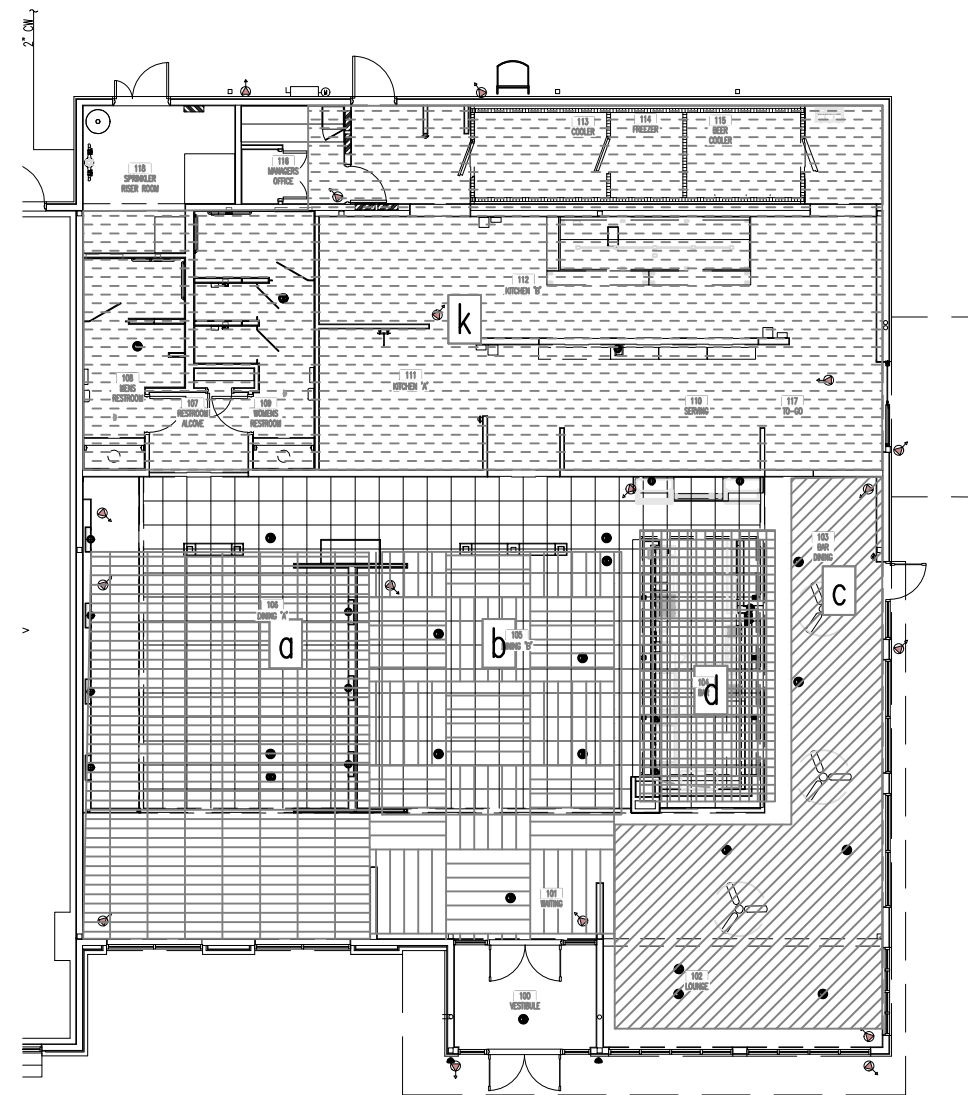 2" CW
113
COOLER
114
FREEZER
115
BEER
COOLER
118
SPRINKLER
RISER ROOM
116
MANAGERS
OFFICE
112
KITCHEN "B"
k
111
KITCHEN "A"
108
MENS
RESTROOM
107
RESTROOM
ALCOVE
109
WOMENS
RESTROOM
110
SERVING
117
TO-GO
103
BAR
DINING
c
106
DINING "A"
a
b
105
DINING "B"
104
d
101
WAITING
102
LOUNGE
100
VESTIBULE